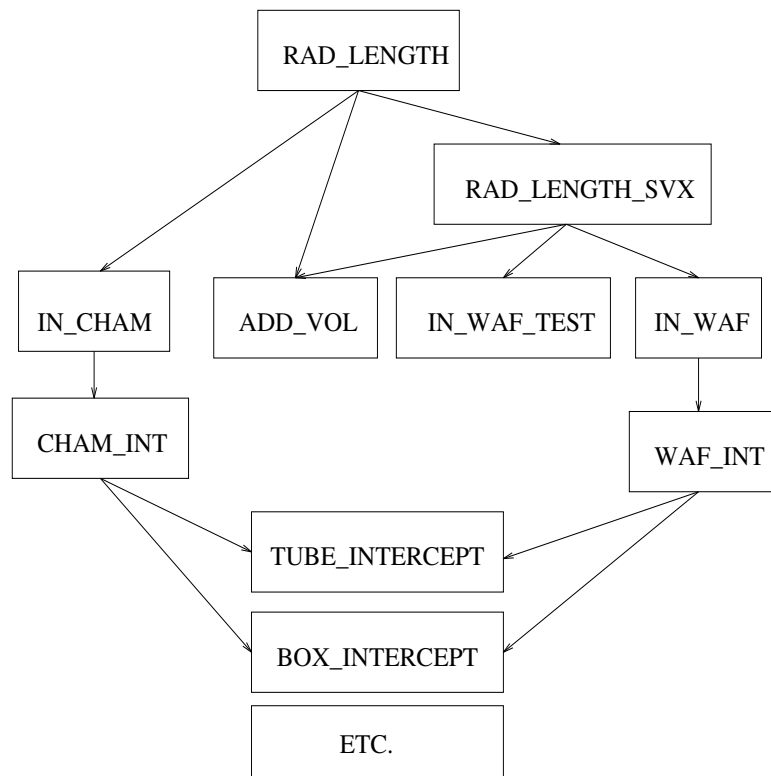 RAD_LENGTH
RAD_LENGTH_SVX
IN_CHAM
ADD_VOL
IN_WAF_TEST
IN_WAF
CHAM_INT
WAF_INT
TUBE_INTERCEPT
BOX_INTERCEPT
ETC.